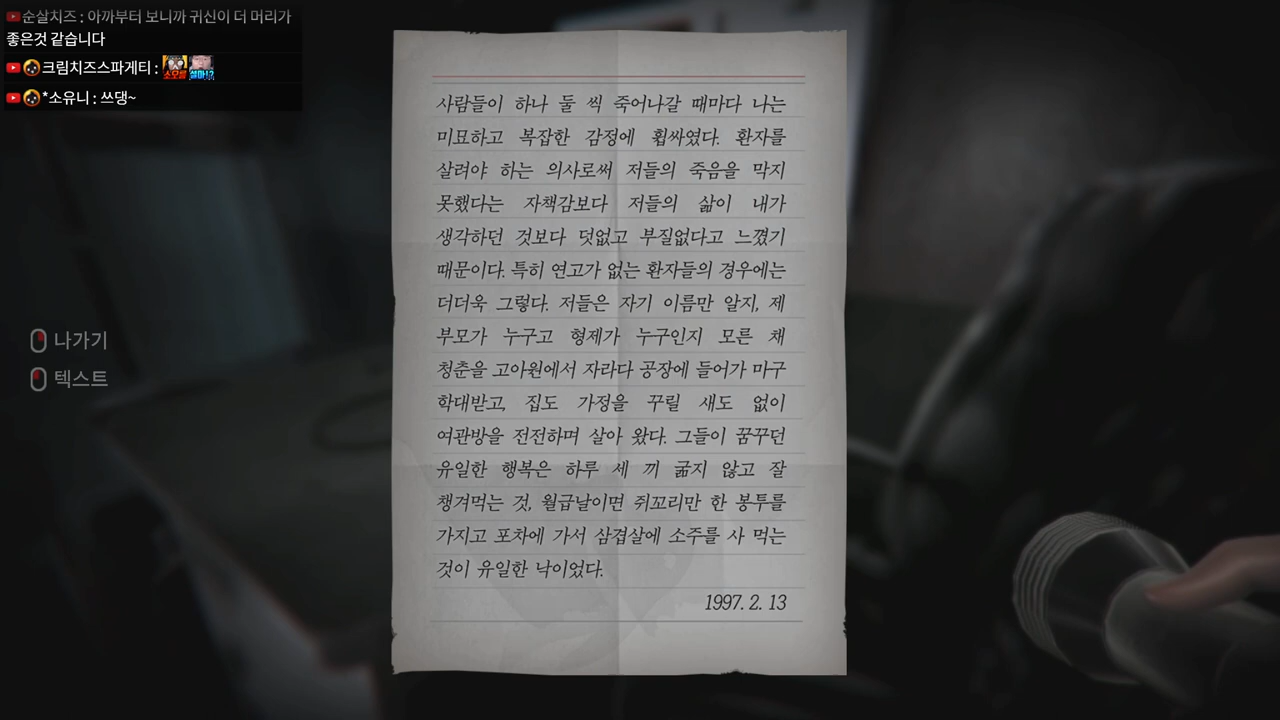 순살치즈 : 아까부터 보니까 귀신이 더 머리가
좋은것 같습니다
크림치즈스파게티 : 소오름 설마!?
*소유니 : 쓰댕~
나가기
텍스트
사람들이 하나 둘 씩 죽어나갈 때마다 나는
미묘하고 복잡한 감정에 휩싸였다. 환자를
살려야 하는 의사로써 저들의 죽음을 막지
못했다는 자책감보다 저들의 삶이 내가
생각하던 것보다 덧없고 부질없다고 느꼈기
때문이다. 특히 연고가 없는 환자들의 경우에는
더더욱 그렇다. 저들은 자기 이름만 알지, 제
부모가 누구고 형제가 누구인지 모른 채
청춘을 고아원에서 자라다 공장에 들어가 마구
학대받고, 집도 가정을 꾸릴 새도 없이
여관방을 전전하며 살아 왔다. 그들이 꿈꾸던
유일한 행복은 하루 세 끼 굶지 않고 잘
챙겨먹는 것, 월급날이면 쥐꼬리만 한 봉투를
가지고 포차에 가서 삼겹살에 소주를 사 먹는
것이 유일한 낙이었다.
1997. 2. 13